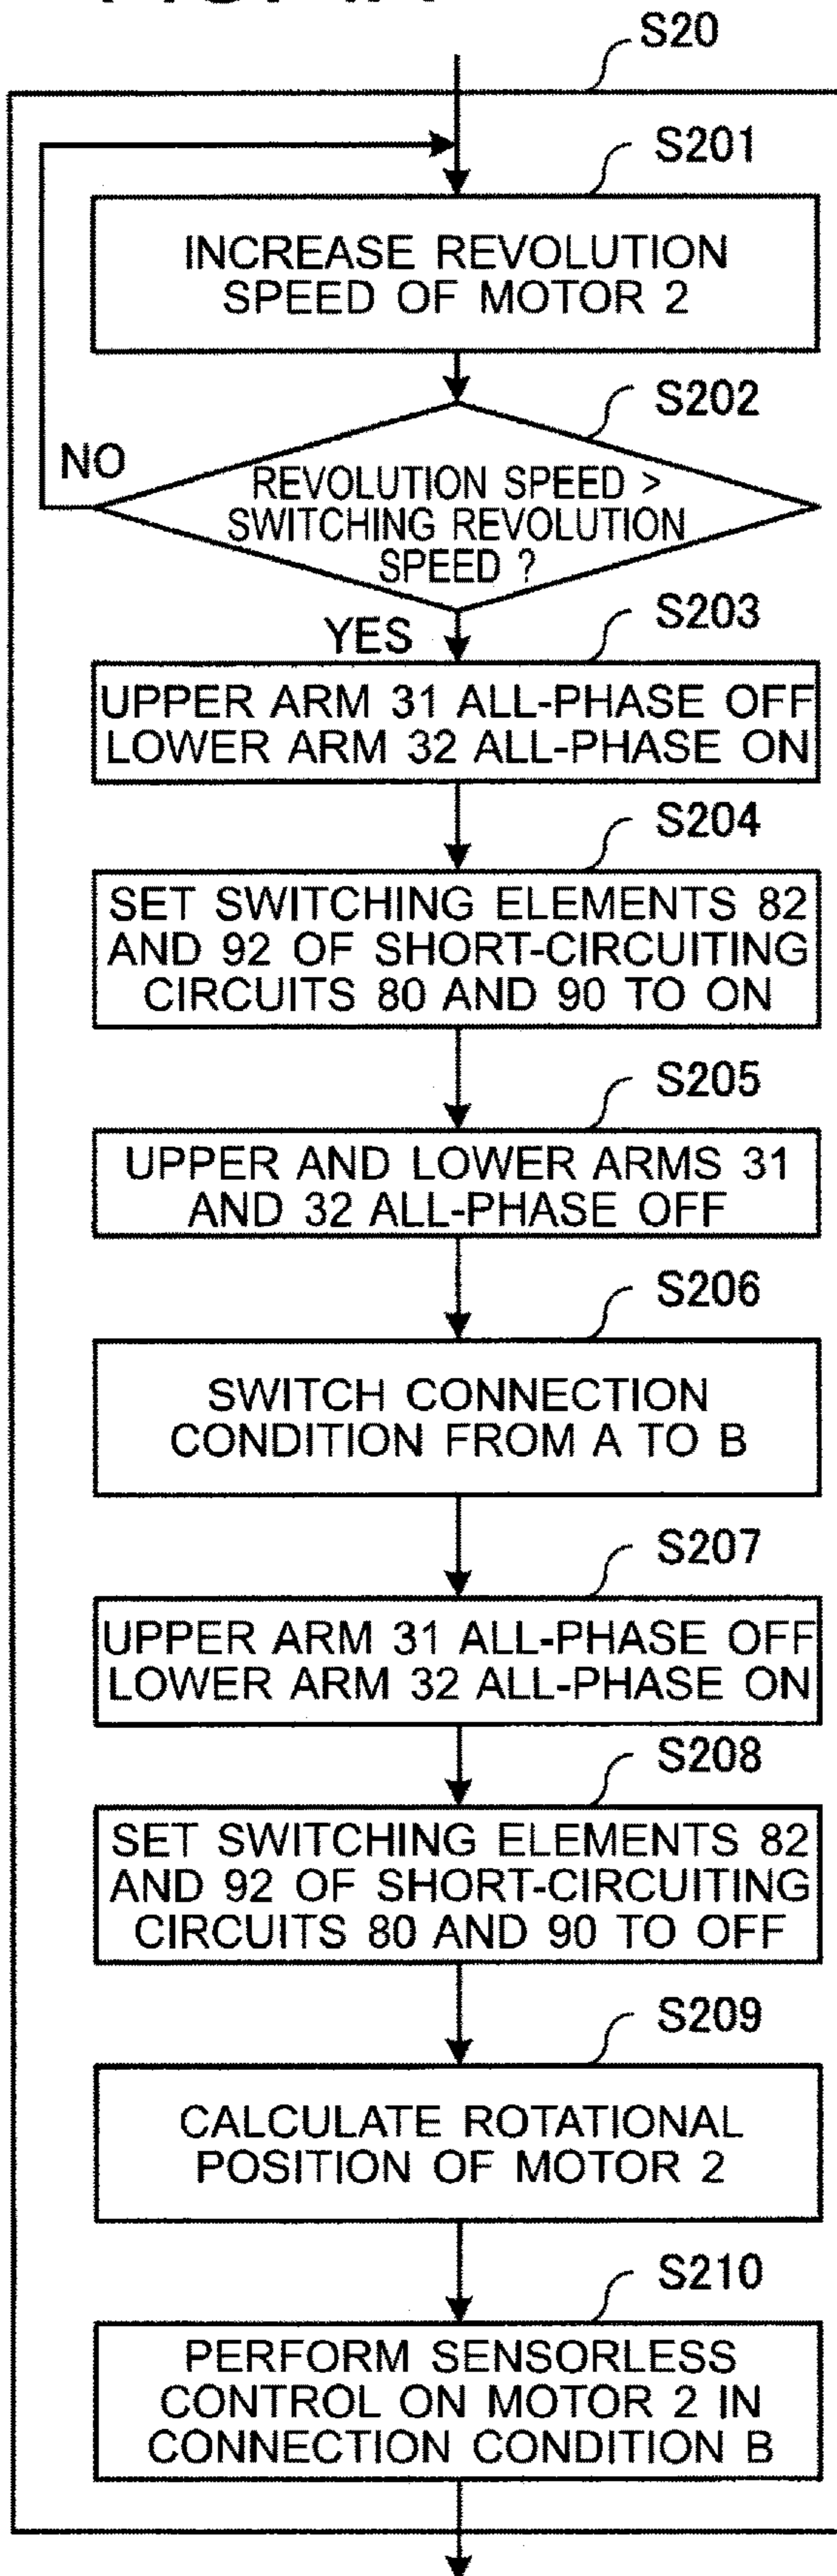 S20
S201
INCREASE REVOLUTION
SPEED OF MOTOR 2
S202
NO
REVOLUTION SPEED >
SWITCHING REVOLUTION
SPEED ?
YES
S203
UPPER ARM 31 ALL-PHASE OFF
LOWER ARM 32 ALL-PHASE ON
S204
SET SWITCHING ELEMENTS 82
AND 92 OF SHORT-CIRCUITING
CIRCUITS 80 AND 90 TO ON
S205
UPPER AND LOWER ARMS 31
AND 32 ALL-PHASE OFF
S206
SWITCH CONNECTION
CONDITION FROM A TO B
S207
UPPER ARM 31 ALL-PHASE OFF
LOWER ARM 32 ALL-PHASE ON
S208
SET SWITCHING ELEMENTS 82
AND 92 OF SHORT-CIRCUITING
CIRCUITS 80 AND 90 TO OFF
S209
CALCULATE ROTATIONAL
POSITION OF MOTOR 2
S210
PERFORM SENSORLESS
CONTROL ON MOTOR 2 IN
CONNECTION CONDITION B